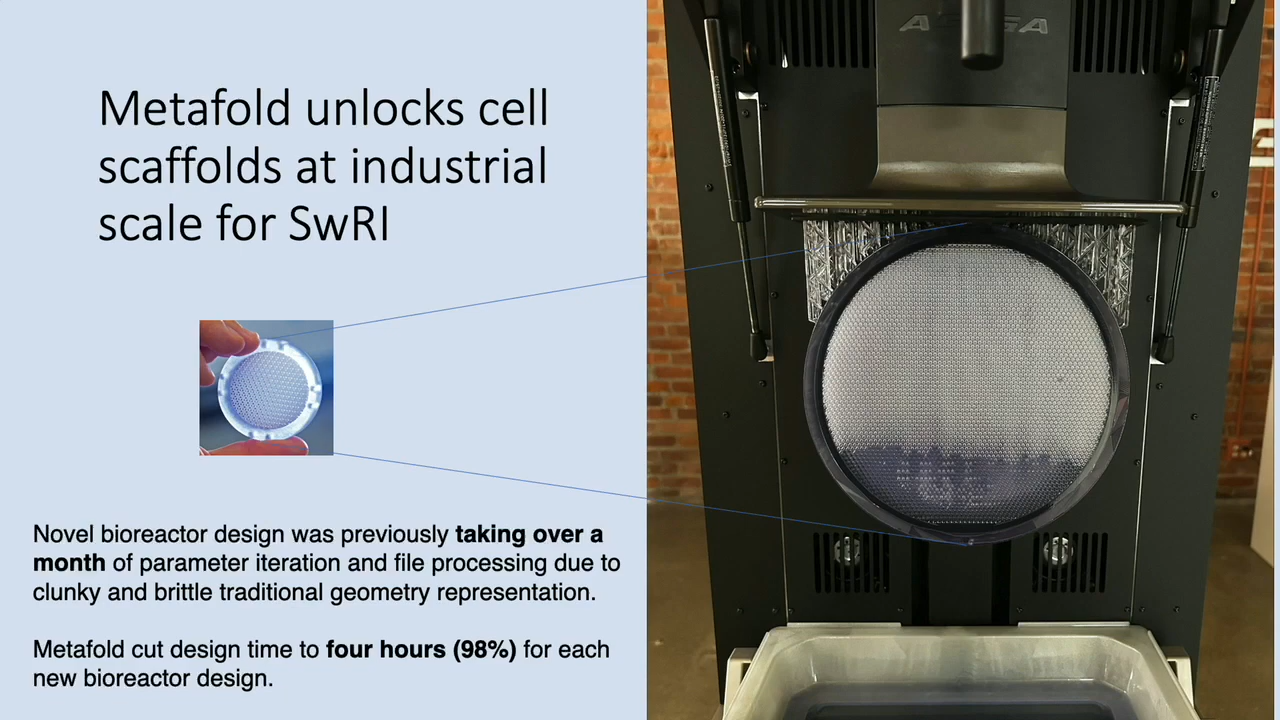 Metafold unlocks cell
scaffolds at industrial
scale for SwRI
Novel bioreactor design was previously taking over a
month of parameter iteration and file processing due to
clunky and brittle traditional geometry representation.
Metafold cut design time to four hours (98%) for each
new bioreactor design.